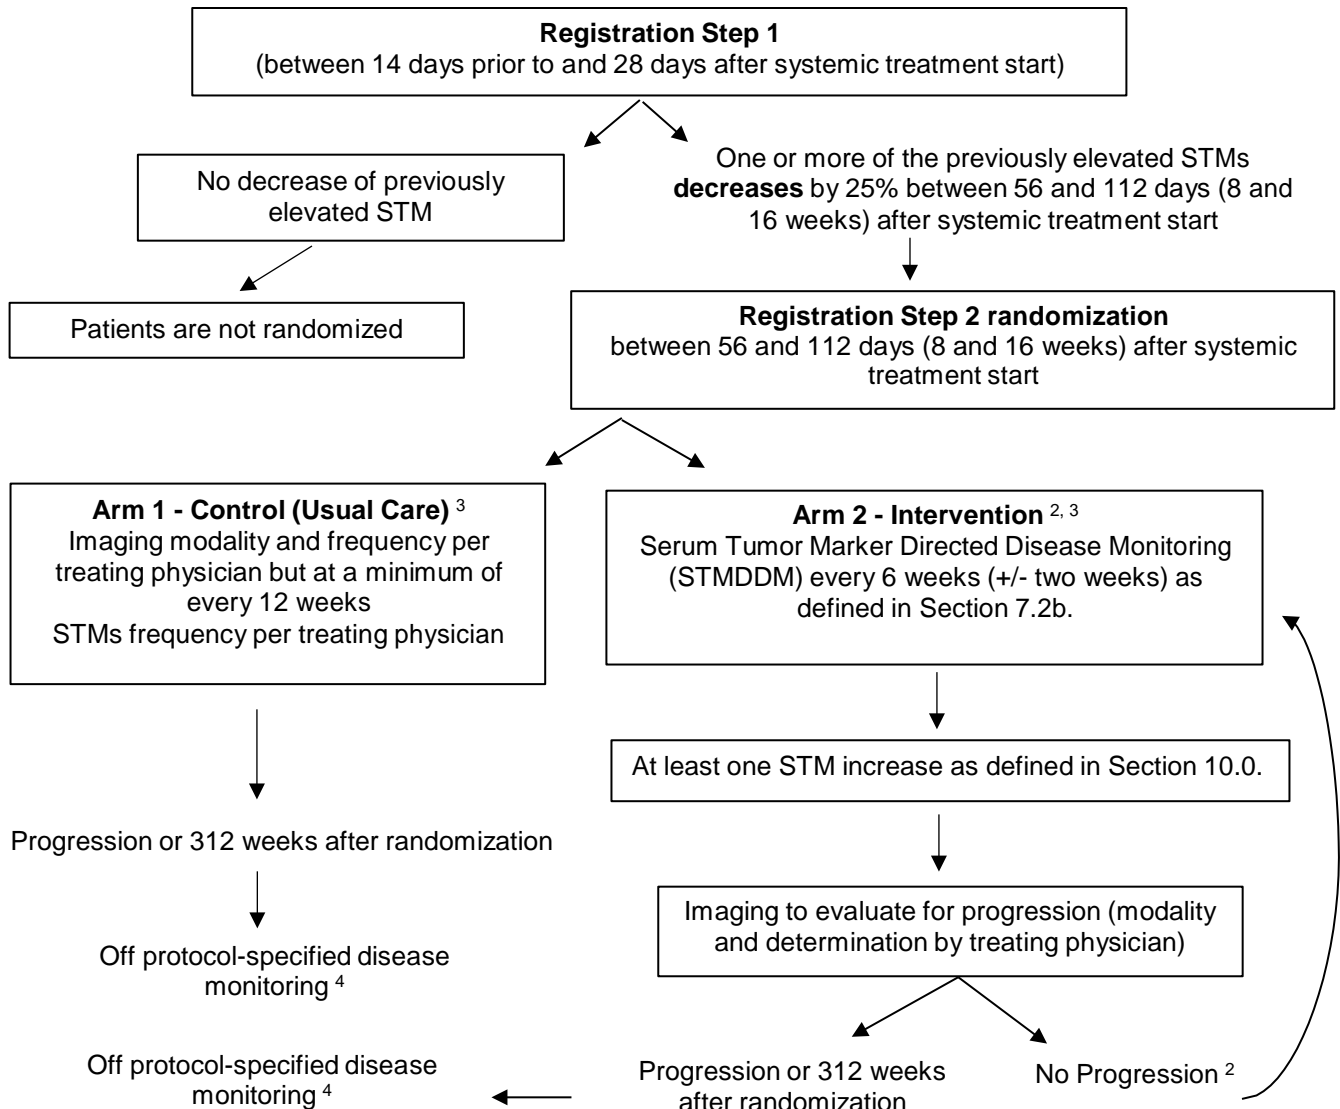 Registration Step 1
(between 14 days prior to and 28 days after systemic treatment start)
No decrease of previously
elevated STM
One or more of the previously elevated STMs
decreases by 25% between 56 and 112 days (8 and
16 weeks) after systemic treatment start
Patients are not randomized
Registration Step 2 randomization
between 56 and 112 days (8 and 16 weeks) after systemic
treatment start
Arm 1 - Control (Usual Care) 3
Imaging modality and frequency per
treating physician but at a minimum of
every 12 weeks
STMs frequency per treating physician
Arm 2 - Intervention 2, 3
Serum Tumor Marker Directed Disease Monitoring
(STMDDM) every 6 weeks (+/- two weeks) as
defined in Section 7.2b.
At least one STM increase as defined in Section 10.0.
Progression or 312 weeks after randomization
Imaging to evaluate for progression (modality
and determination by treating physician)
Off protocol-specified disease
monitoring 4
Off protocol-specified disease
monitoring 4
Progression or 312 weeks
after randomization
No Progression 2